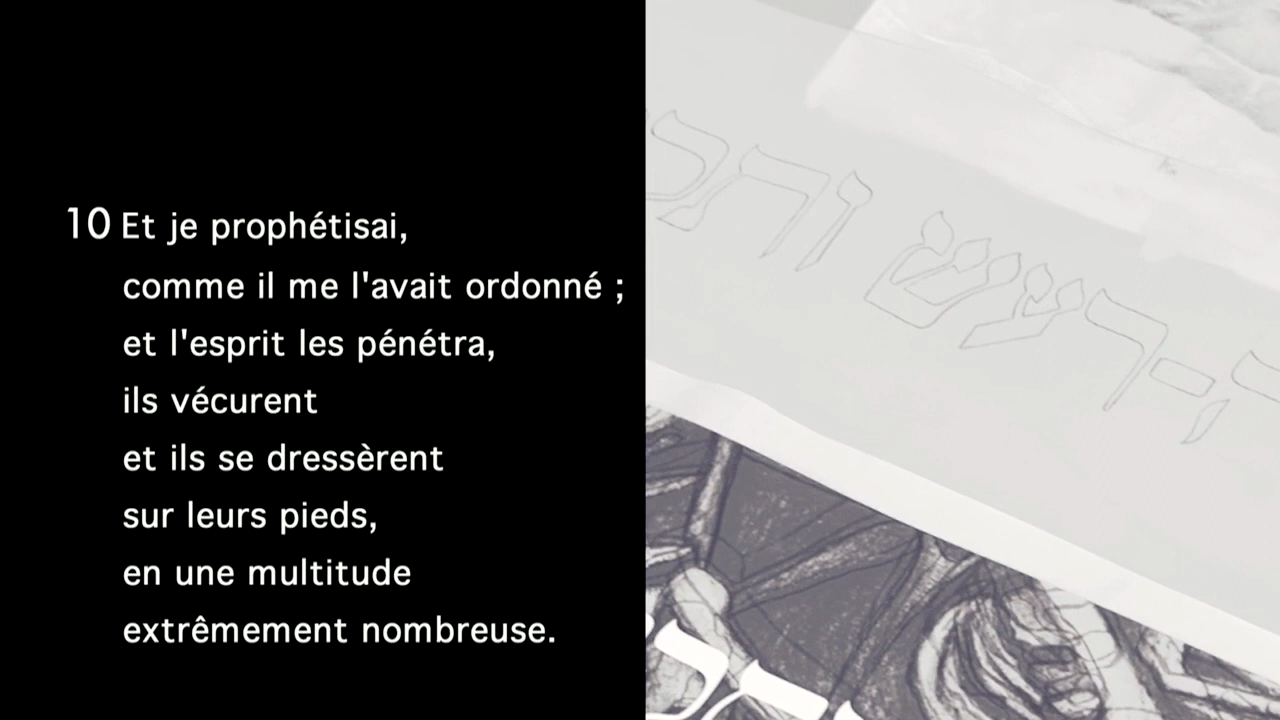 10 Et je prophétisai,
comme il me l'avait ordonné ;
et l'esprit les pénétra,
ils vécurent
et ils se dressèrent
sur leurs pieds,
en une multitude
extrêmement nombreuse.
רעש